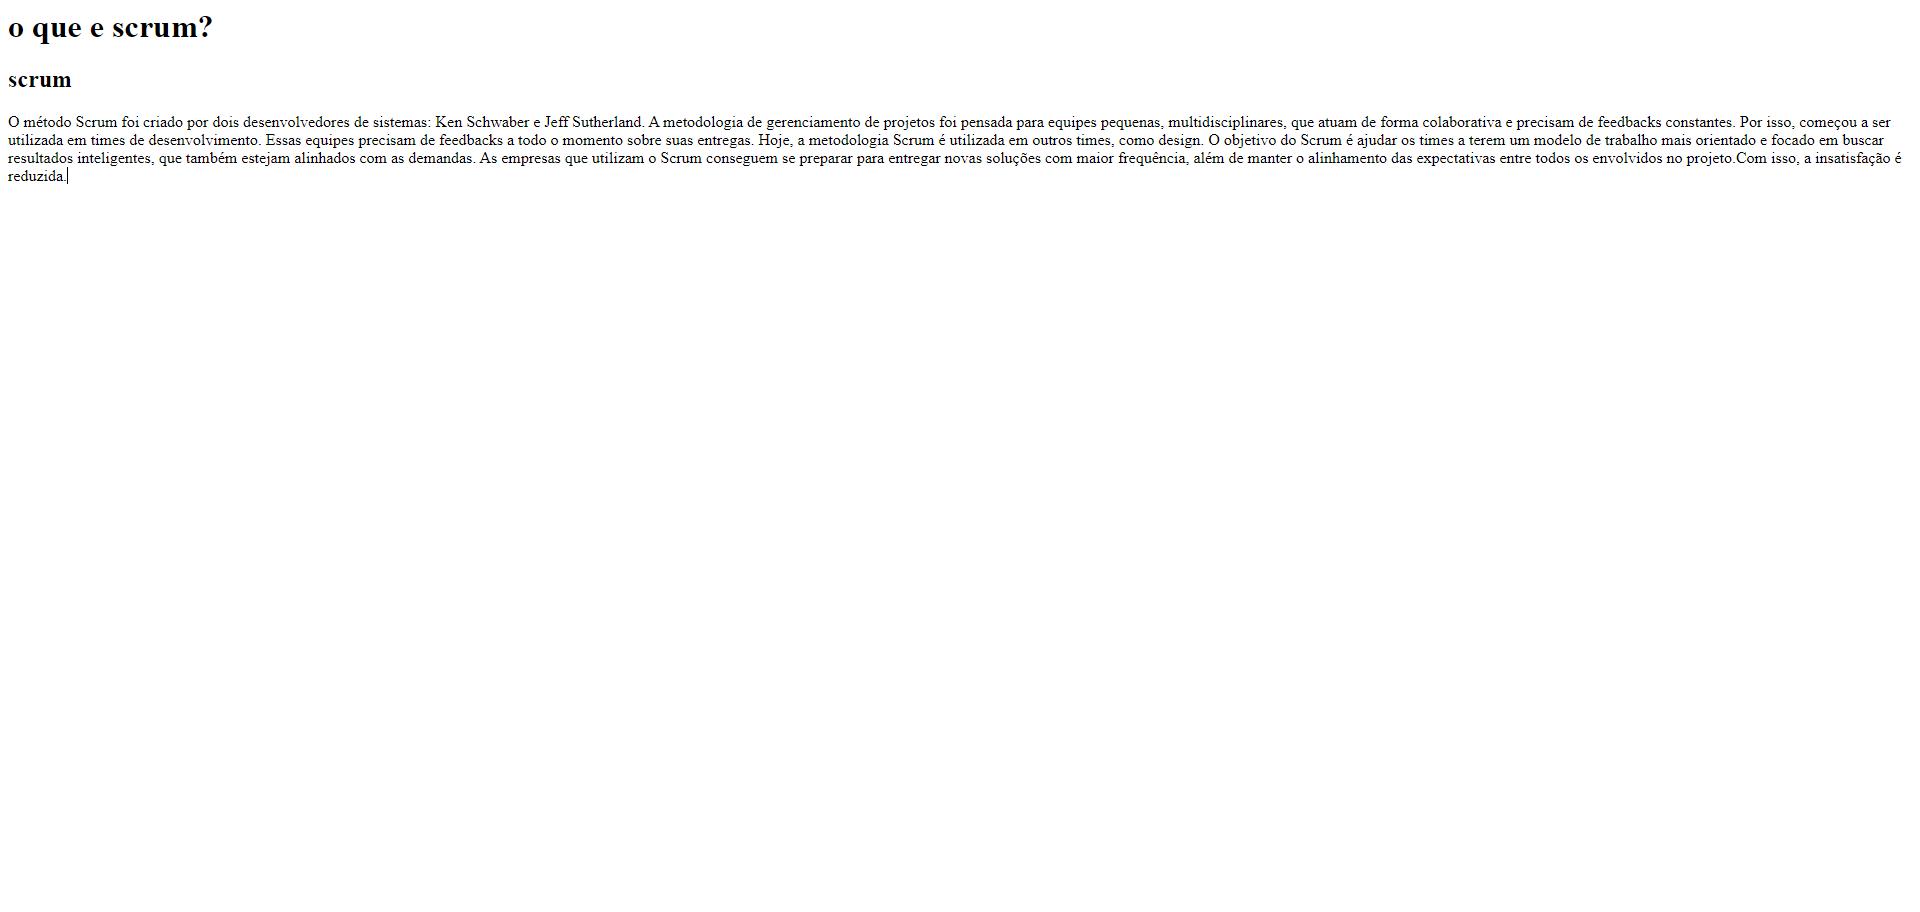 o que e scrum?
scrum
O método Scrum foi criado por dois desenvolvedores de sistemas: Ken Schwaber e Jeff Sutherland. A metodologia de gerenciamento de projetos foi pensada para equipes pequenas, multidisciplinares, que atuam de forma colaborativa e precisam de feedbacks constantes. Por isso, começou a ser
utilizada em times de desenvolvimento. Essas equipes precisam de feedbacks a todo o momento sobre suas entregas. Hoje, a metodologia Scrum é utilizada em outros times, como design. O objetivo do Scrum é ajudar os times a terem um modelo de trabalho mais orientado e focado em buscar
resultados inteligentes, que também estejam alinhados com as demandas. As empresas que utilizam o Scrum conseguem se preparar para entregar novas soluções com maior frequência, além de manter o alinhamento das expectativas entre todos os envolvidos no projeto.Com isso, a insatisfação é
reduzida.